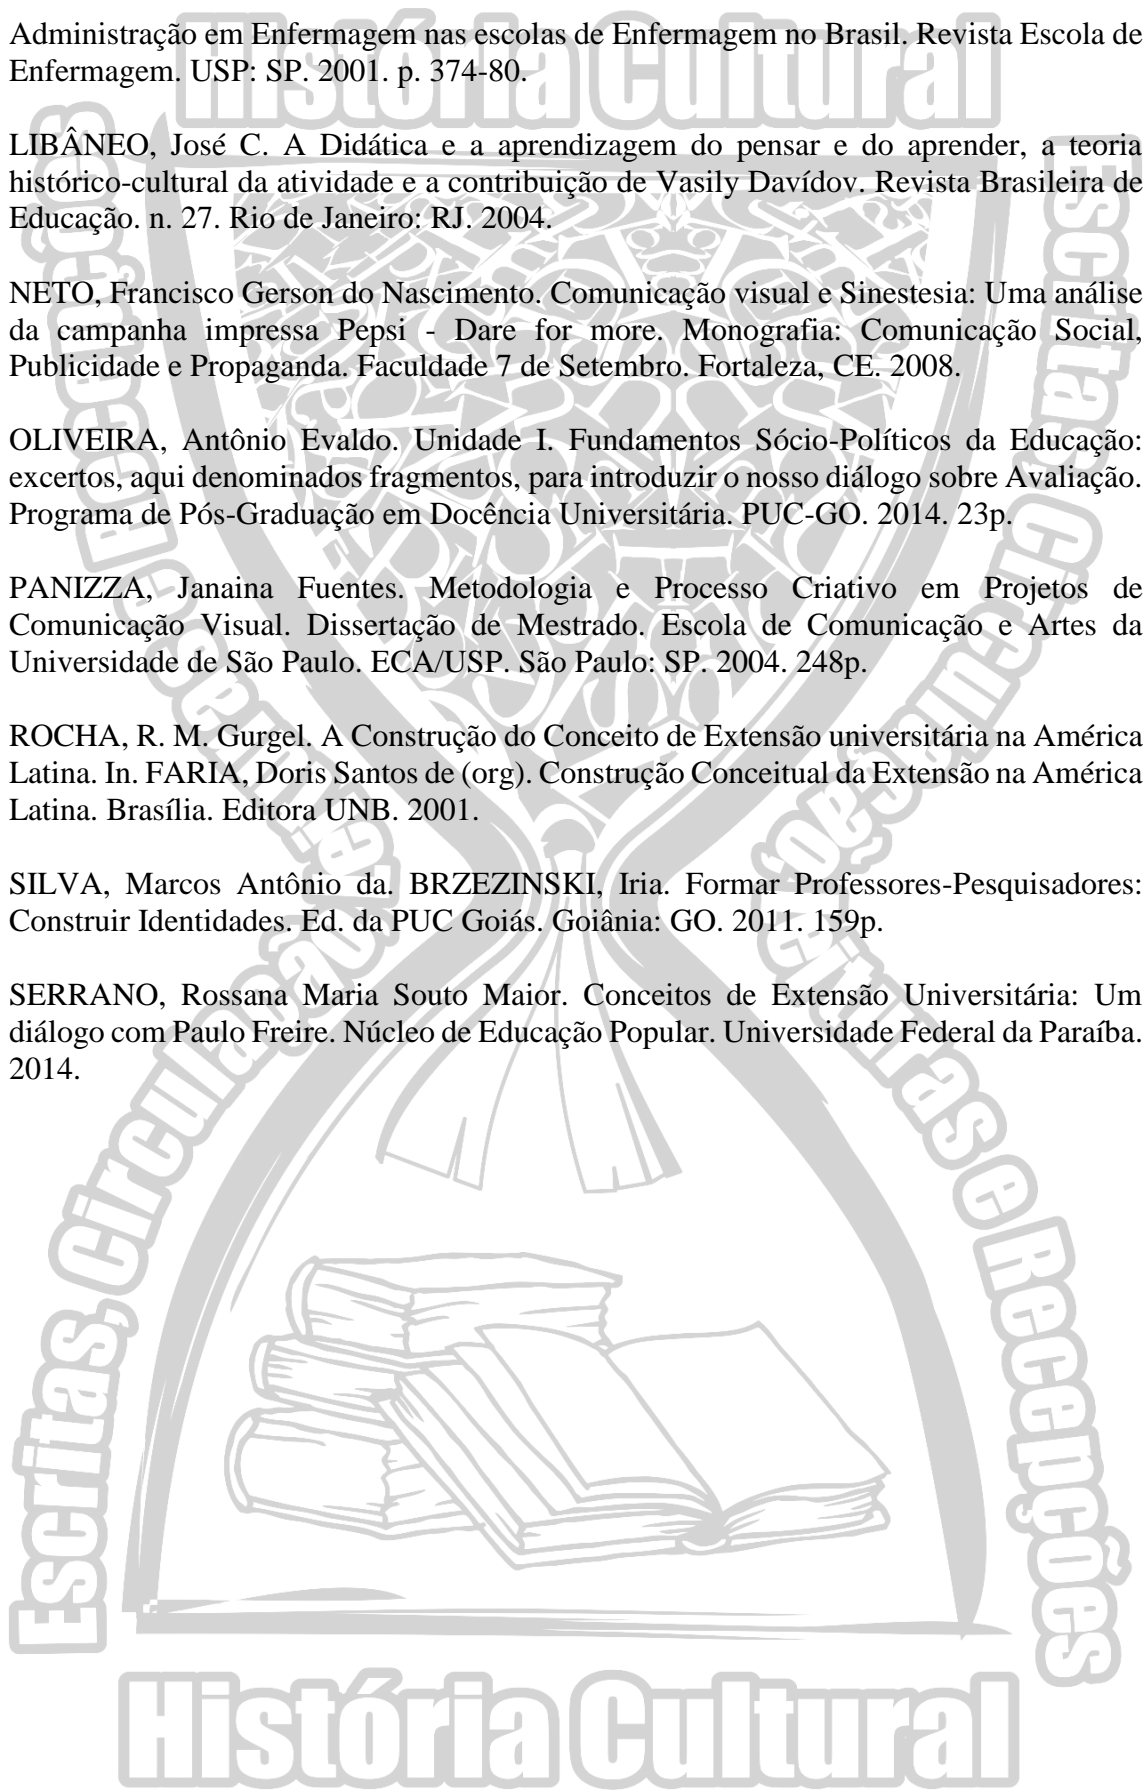 História Cultural
Administração em Enfermagem nas escolas de Enfermagem no Brasil. Revista Escola de
Enfermagem. USP: SP. 2001. p. 374-80.
LIBÂNEO, José C. A Didática e a aprendizagem do pensar e do aprender, a teoria
histórico-cultural da atividade e a contribuição de Vasily Davídov. Revista Brasileira de
Educação. n. 27. Rio de Janeiro: RJ. 2004.
NETO, Francisco Gerson do Nascimento. Comunicação visual e Sinestesia: Uma análise
da campanha impressa Pepsi - Dare for more. Monografia: Comunicação Social,
Publicidade e Propaganda. Faculdade 7 de Setembro. Fortaleza, CE. 2008.
OLIVEIRA, Antônio Evaldo. Unidade I. Fundamentos Sócio-Políticos da Educação:
excertos, aqui denominados fragmentos, para introduzir o nosso diálogo sobre Avaliação.
Programa de Pós-Graduação em Docência Universitária. PUC-GO. 2014. 23p.
PANIZZA, Janaina Fuentes. Metodologia e Processo Criativo em Projetos de
Comunicação Visual. Dissertação de Mestrado. Escola de Comunicação e Artes da
Universidade de São Paulo. ECA/USP. São Paulo: SP. 2004. 248p.
ROCHA, R. M. Gurgel. A Construção do Conceito de Extensão universitária na América
Latina. In. FARIA, Doris Santos de (org). Construção Conceitual da Extensão na América
Latina. Brasília. Editora UNB. 2001.
SILVA, Marcos Antônio da. BRZEZINSKI, Iria. Formar Professores-Pesquisadores:
Construir Identidades. Ed. da PUC Goiás. Goiânia: GO. 2011. 159p.
SERRANO, Rossana Maria Souto Maior. Conceitos de Extensão Universitária: Um
diálogo com Paulo Freire. Núcleo de Educação Popular. Universidade Federal da Paraíba.
2014.
Escritas, Circulação, Leituras e Recepções
Escritas, Circulação, Leituras e Recepções
História Cultural